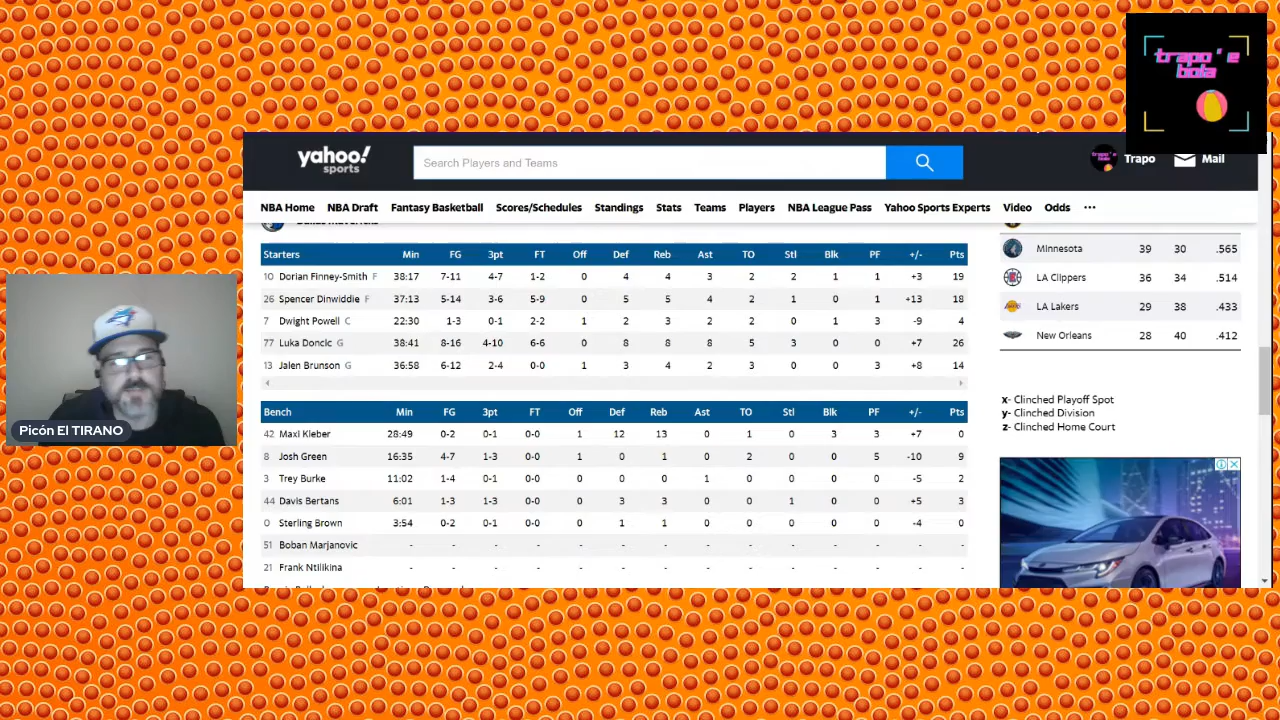 trapo'e
bola
yahoo!
sports
Search Players and Teams
Trapo
Mail
NBA Home NBA Draft Fantasy Basketball Scores/Schedules Standings Stats Teams Players NBA League Pass Yahoo Sports Experts Video Odds ...
Starters Min FG 3pt FT Off Def Reb Ast TO Stl Blk PF +/- Pts
10 Dorian Finney-Smith F 38:17 7-11 4-7 1-2 0 4 4 3 2 2 1 1 +3 19
26 Spencer Dinwiddie F 37:13 5-14 3-6 5-9 0 5 5 4 2 1 0 1 +13 18
7 Dwight Powell C 22:30 1-3 0-1 2-2 1 2 3 2 2 0 1 3 -9 4
77 Luka Doncic G 38:41 8-16 4-10 6-6 0 8 8 8 5 3 0 0 +7 26
13 Jalen Brunson G 36:58 6-12 2-4 0-0 1 3 4 2 3 0 0 3 +8 14
Bench Min FG 3pt FT Off Def Reb Ast TO Stl Blk PF +/- Pts
42 Maxi Kleber 28:49 0-2 0-1 0-0 1 12 13 0 1 0 3 3 +7 0
8 Josh Green 16:35 4-7 1-3 0-0 1 0 1 0 2 0 0 5 -10 9
3 Trey Burke 11:02 1-4 0-1 0-0 0 0 0 1 0 0 0 0 -5 2
44 Davis Bertans 6:01 1-3 1-3 0-0 0 3 3 0 0 1 0 0 +5 3
0 Sterling Brown 3:54 0-2 0-1 0-0 0 1 1 0 0 0 0 0 -4 0
51 Boban Marjanovic - - - - - - - - - - - - - -
21 Frank Ntilikina - - - - - - - - - - - - - -
Minnesota 39 30 .565
LA Clippers 36 34 .514
LA Lakers 29 38 .433
New Orleans 28 40 .412
x- Clinched Playoff Spot
y- Clinched Division
z- Clinched Home Court
Picón El TIRANO